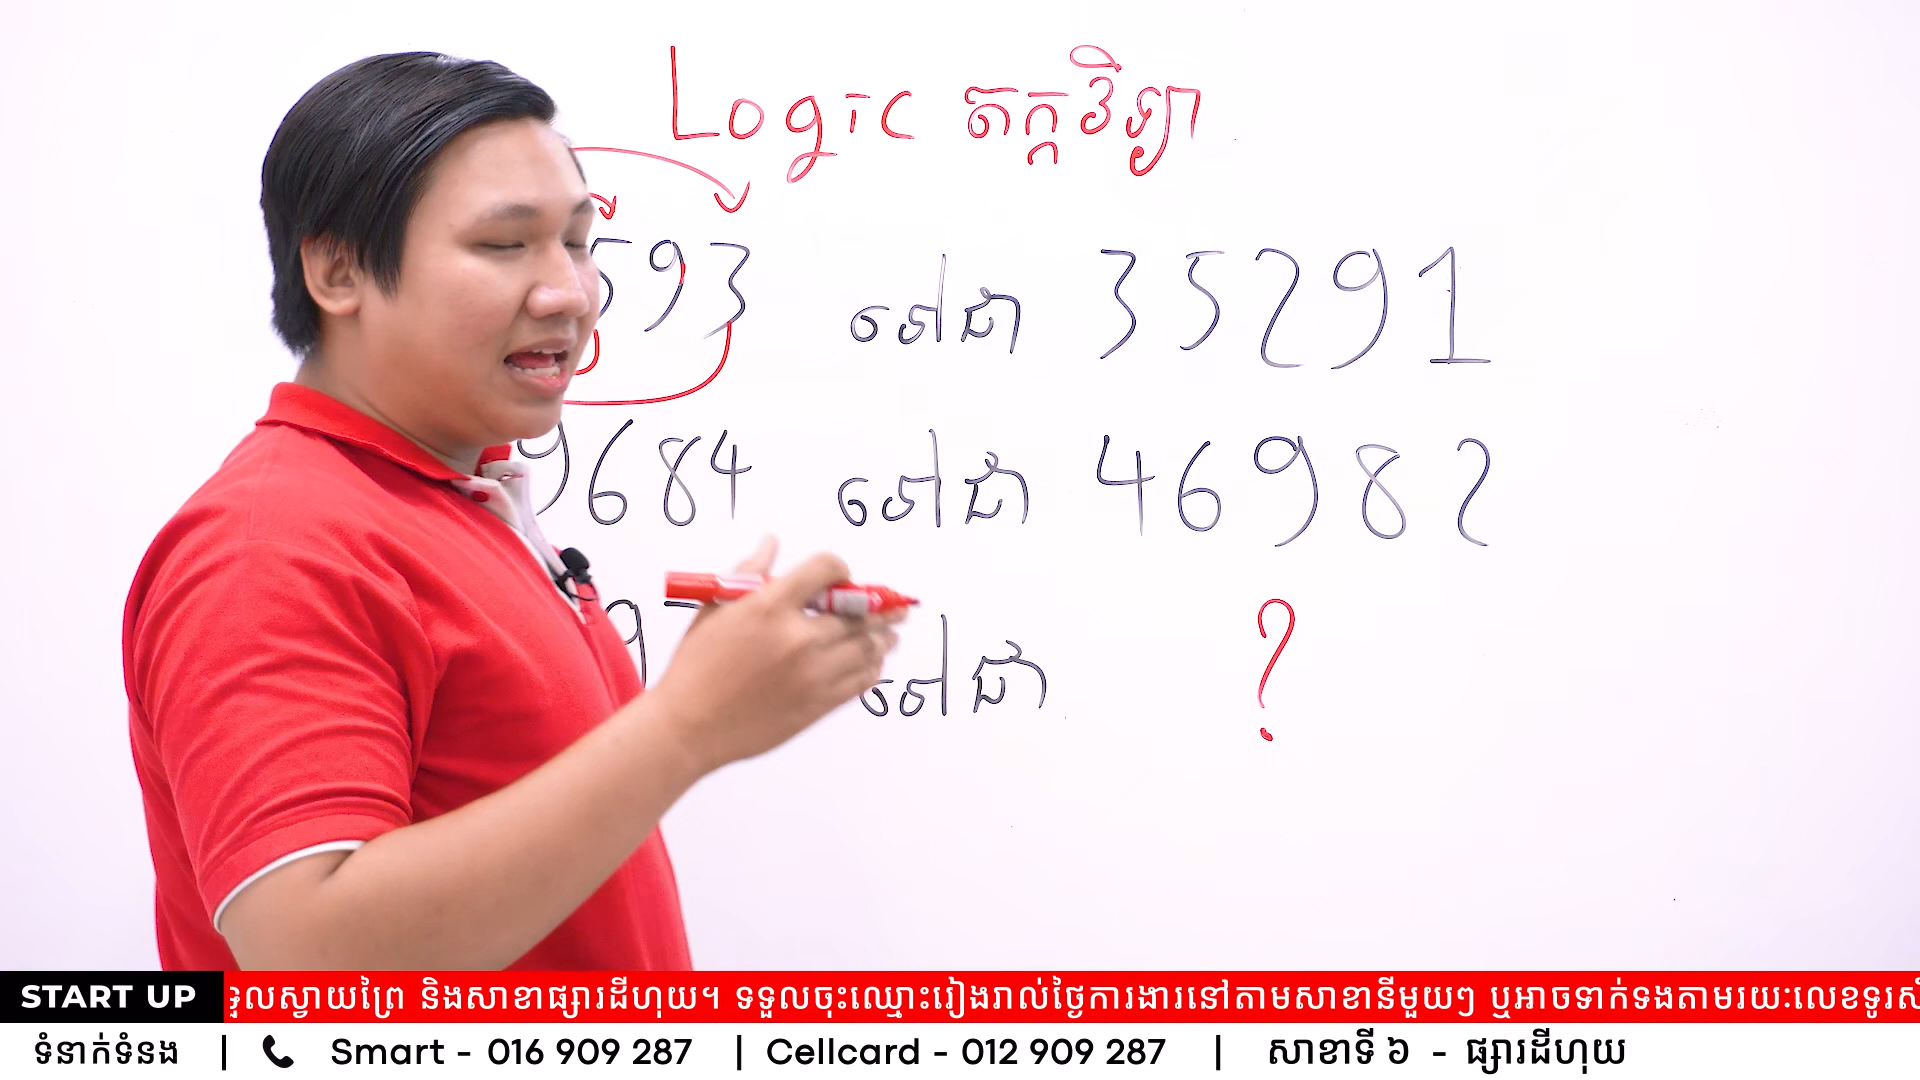 Logic តក្កវិទ្យា
593 ទៅជា 35291
9684 ទៅជា 46982
9 ទៅជា ?
START UP ទួលស្វាយព្រៃ និងសាខាផ្សារដីហុយ។ ទទួលចុះឈ្មោះរៀងរាល់ថ្ងៃការងារនៅតាមសាខានីមួយៗ ឬអាចទាក់ទងតាមរយៈលេខទូរស័
ទំនាក់ទំនង | Smart - 016 909 287 | Cellcard - 012 909 287 | សាខាទី ៦ - ផ្សារដីហុយ